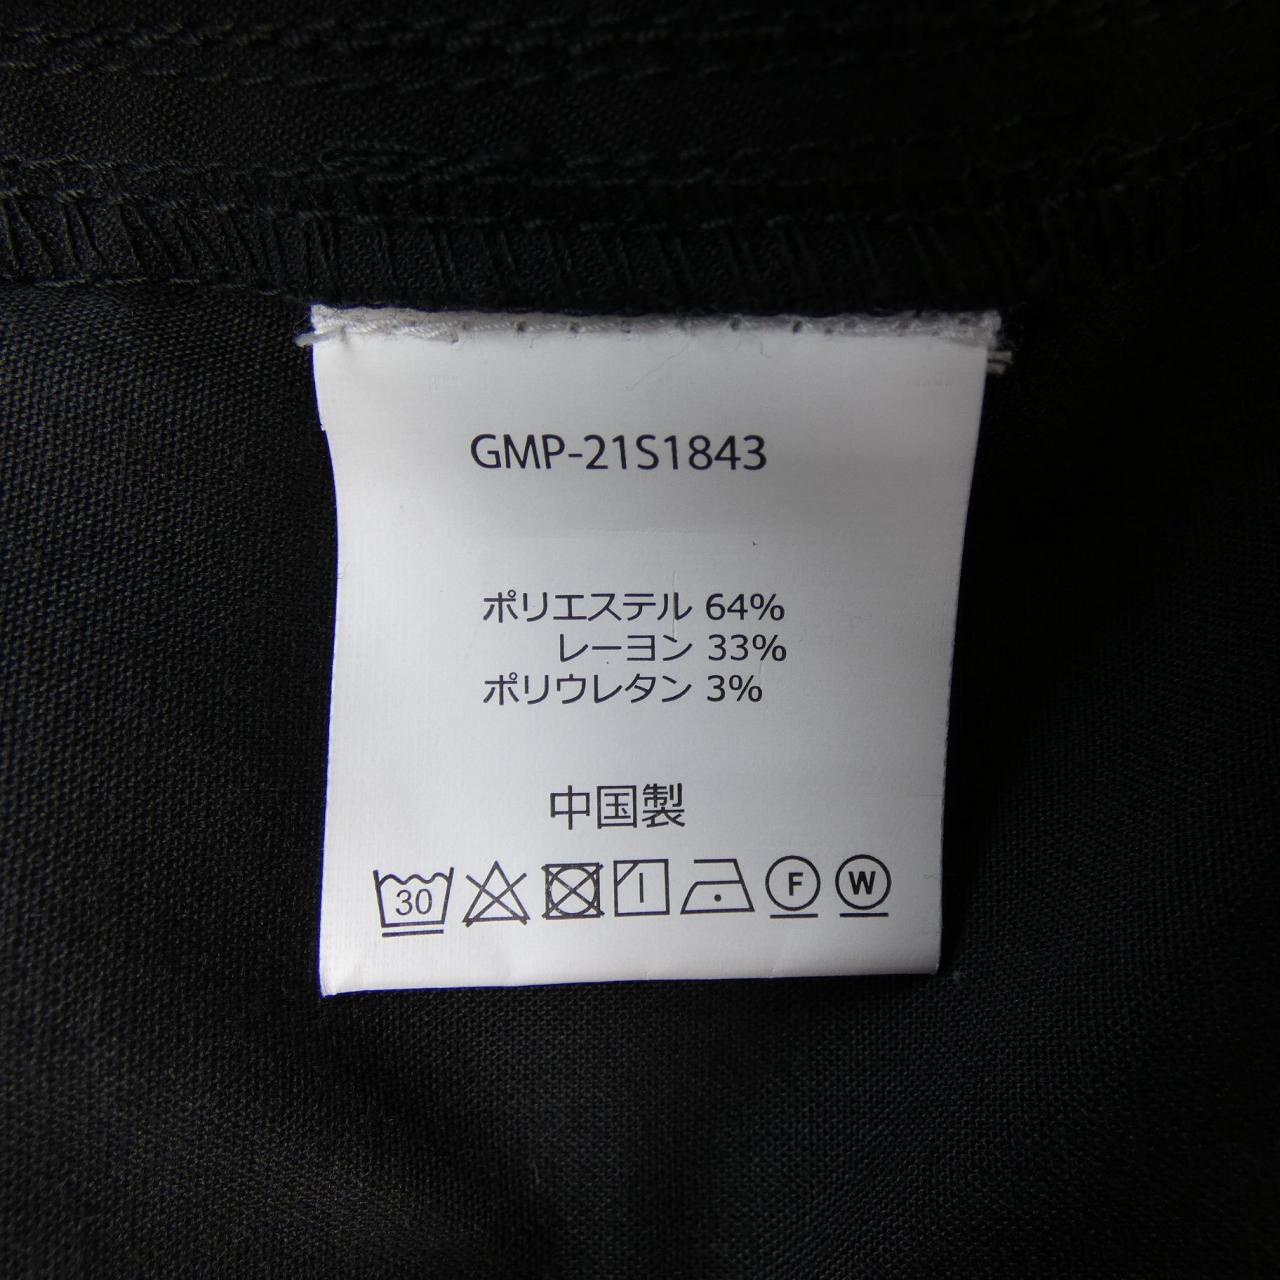 GMP-21S1843
ポリエステル 64%
レーヨン 33%
ポリウレタン 3%
中国製
30 F W